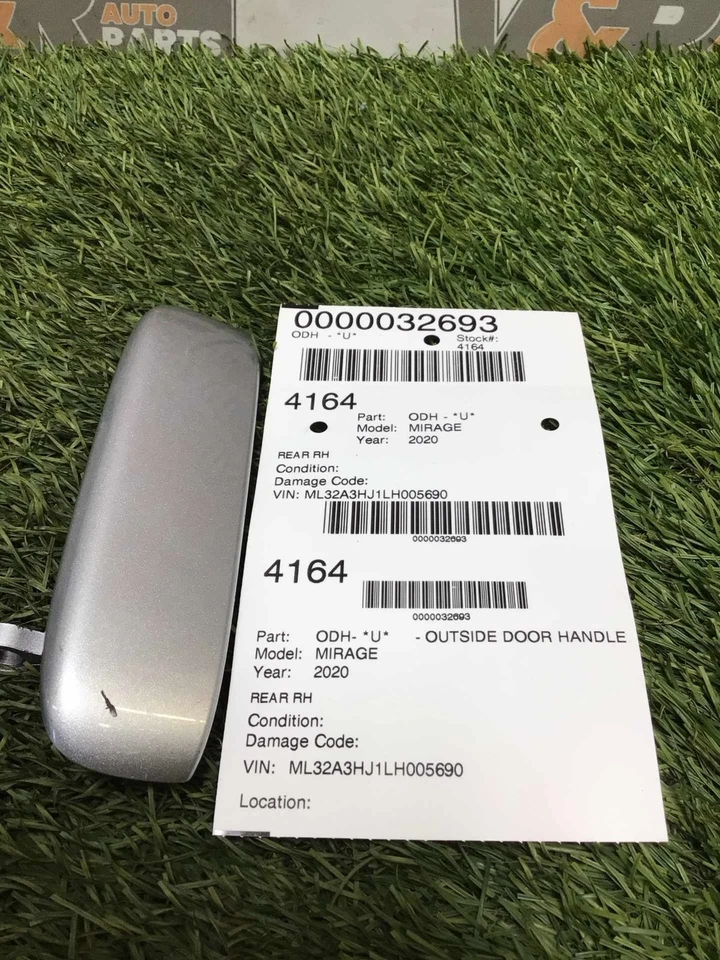 R AUTO
PARTS
V&R
0000032693
ODH - *U*
Stock#:
4164
4164
Part: ODH - *U*
Model: MIRAGE
Year: 2020
REAR RH
Condition:
Damage Code:
VIN: ML32A3HJ1LH005690
0000032693
4164
0000032693
Part: ODH- *U* - OUTSIDE DOOR HANDLE
Model: MIRAGE
Year: 2020
REAR RH
Condition:
Damage Code:
VIN: ML32A3HJ1LH005690
Location: